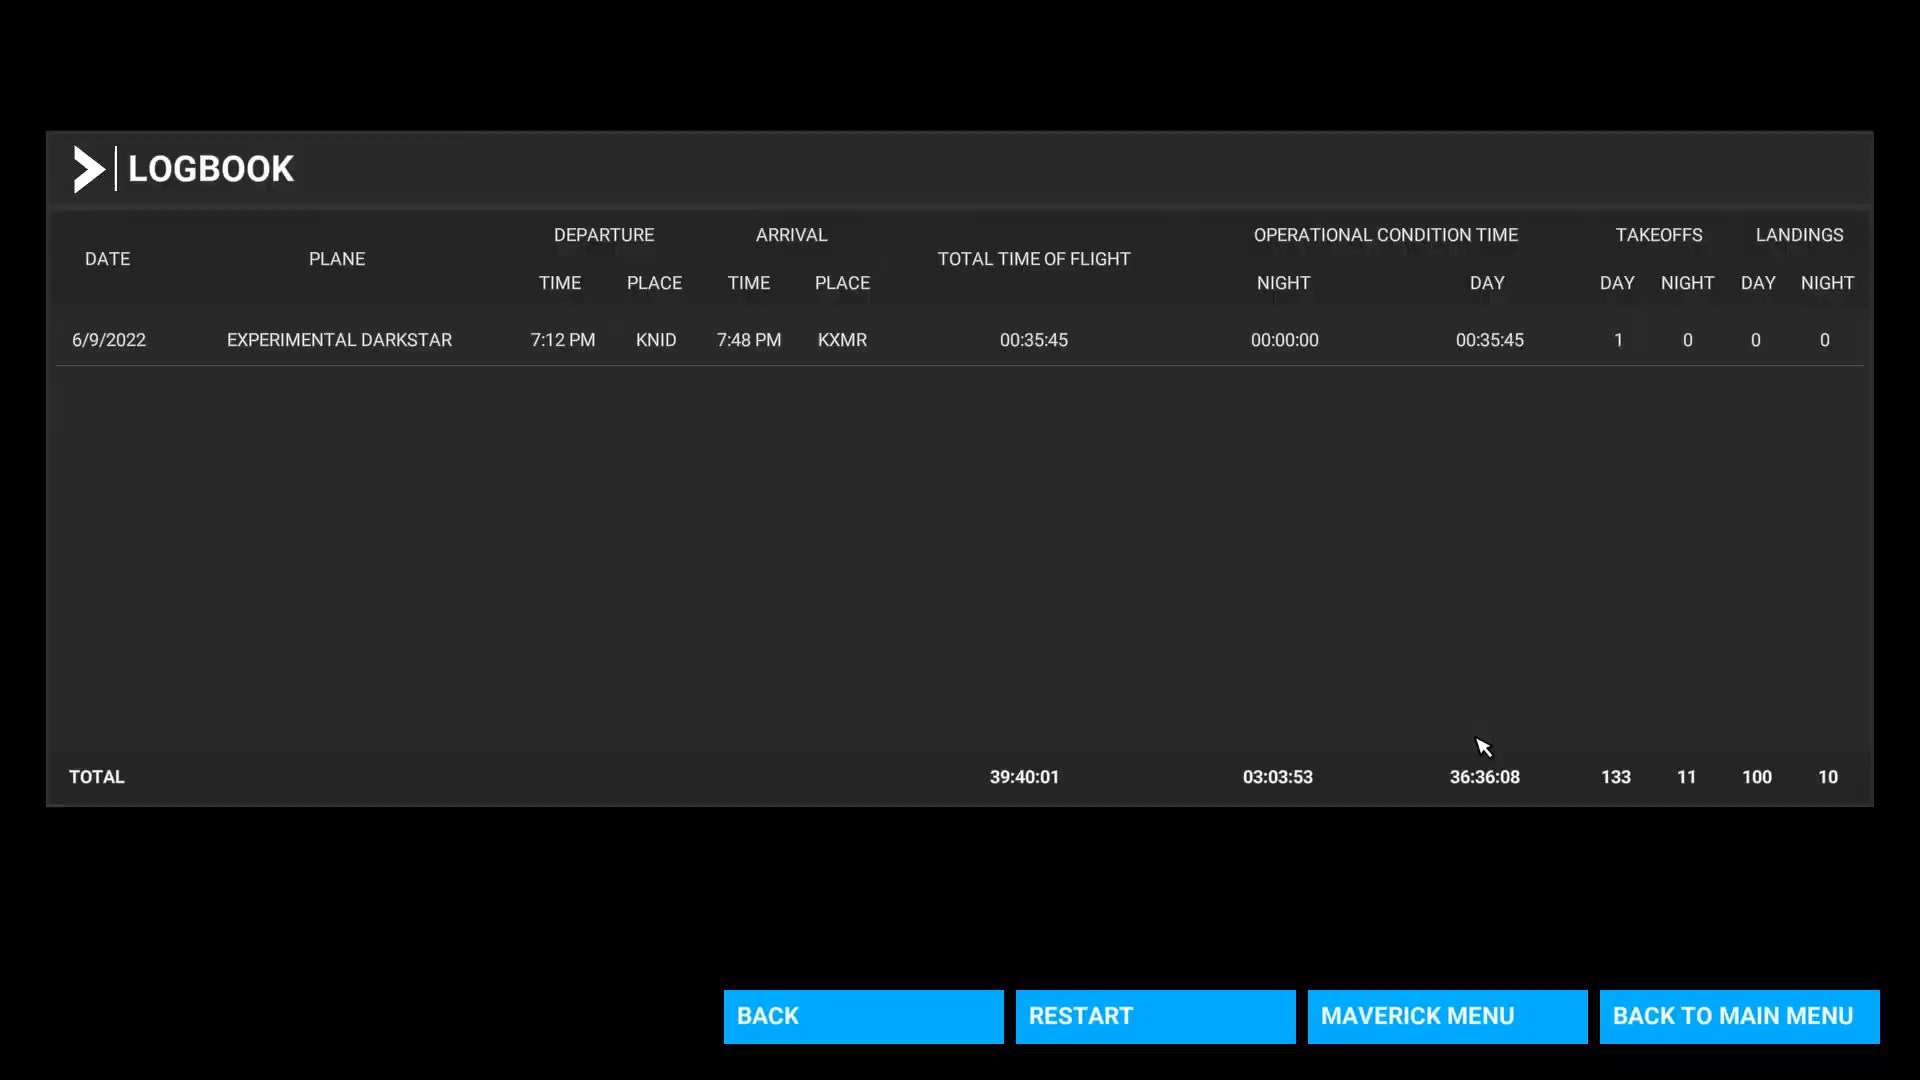 LOGBOOK
DEPARTURE ARRIVAL OPERATIONAL CONDITION TIME TAKEOFFS LANDINGS
DATE PLANE TOTAL TIME OF FLIGHT
TIME PLACE TIME PLACE NIGHT DAY DAY NIGHT DAY NIGHT
6/9/2022 EXPERIMENTAL DARKSTAR 7:12 PM KNID 7:48 PM KXMR 00:35:45 00:00:00 00:35:45 1 0 0 0
TOTAL 39:40:01 03:03:53 36:36:08 133 11 100 10
BACK RESTART MAVERICK MENU BACK TO MAIN MENU